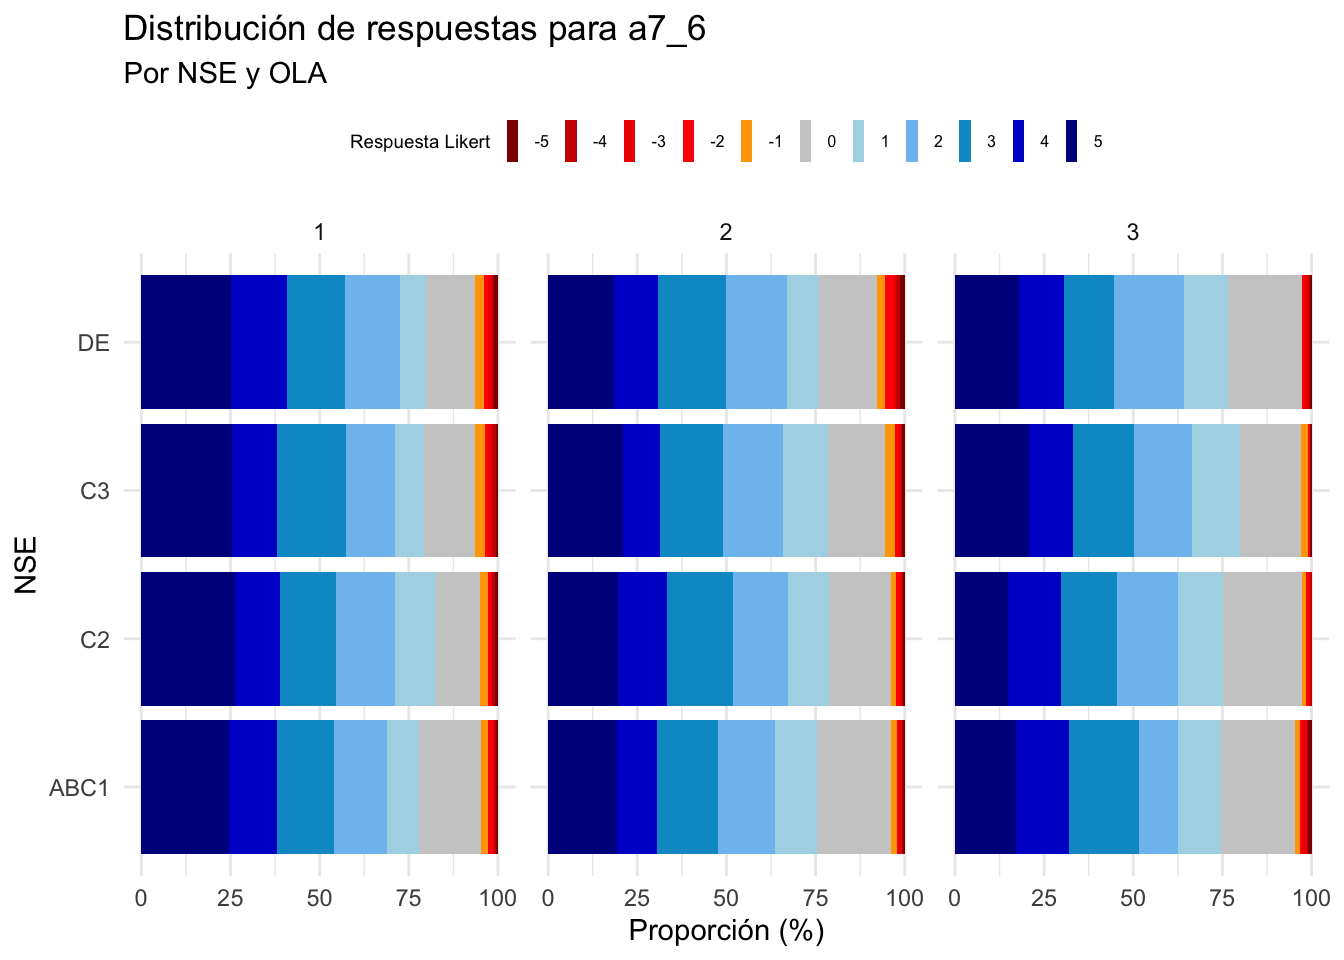 Distribución de respuestas para a7_6
Por NSE y OLA
Respuesta Likert -5 -4 -3 -2 -1 0 1 2 3 4 5
1 2 3
NSE
DE
C3
C2
ABC1
0 25 50 75 100 0 25 50 75 100 0 25 50 75 100
Proporción (%)